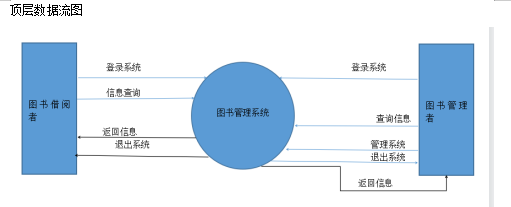 顶层数据流图
登录系统
登录系统
信息查询
图书借阅
者
图书管理系统
图书管理
者
查询信息
返回信息
退出系统
管理系统
退出系统
返回信息